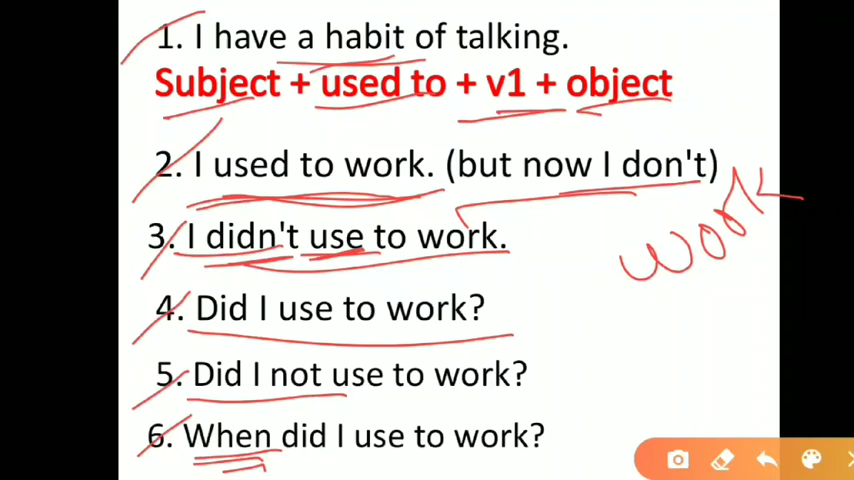 1. I have a habit of talking.
Subject + used to + v1 + object
2. I used to work. (but now I don't)
work
3. I didn't use to work.
4. Did I use to work?
5. Did I not use to work?
6. When did I use to work?